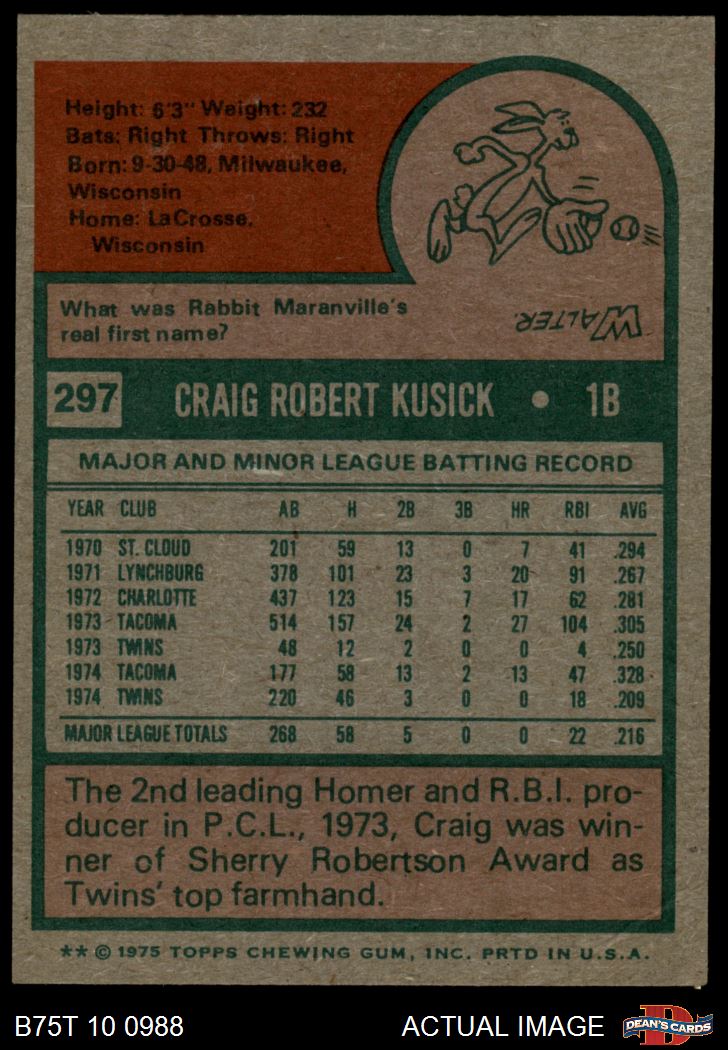 Height: 6'3" Weight: 232
Bats: Right Throws: Right
Born: 9-30-48, Milwaukee,
Wisconsin
Home: LaCrosse,
Wisconsin
What was Rabbit Maranville's
real first name?
WALTER.
297 CRAIG ROBERT KUSICK • 1B
MAJOR AND MINOR LEAGUE BATTING RECORD
YEAR CLUB AB H 2B 3B HR RBI AVG
1970 ST. CLOUD 201 59 13 0 7 41 .294
1971 LYNCHBURG 378 101 23 3 20 91 .267
1972 CHARLOTTE 437 123 15 7 17 62 .281
1973 TACOMA 514 157 24 2 27 104 .305
1973 TWINS 48 12 2 0 0 4 .250
1974 TACOMA 177 58 13 2 13 47 .328
1974 TWINS 220 46 3 0 0 18 .209
MAJOR LEAGUE TOTALS 268 58 5 0 0 22 .216
The 2nd leading Homer and R.B.I. pro-
ducer in P.C.L., 1973, Craig was win-
ner of Sherry Robertson Award as
Twins' top farmhand.
** © 1975 TOPPS CHEWING GUM, INC. PRTD IN U.S.A.
B75T 10 0988 ACTUAL IMAGE
D
DEAN'S CARDS